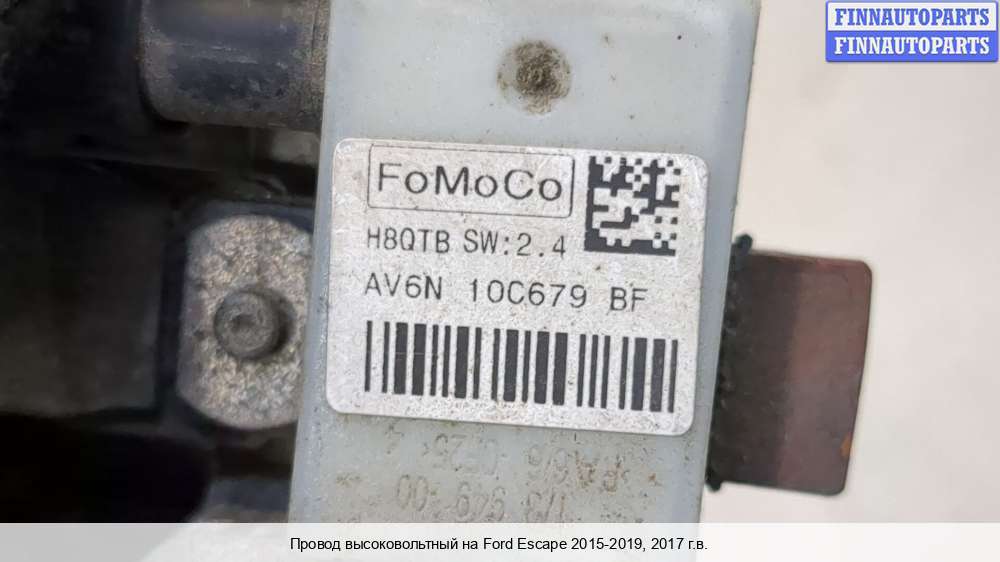 FINNAUTOPARTS
FINNAUTOPARTS
FoMoCo
H8QTB SW:2.4
AV6N 10C679 BF
Провод высоковольтный на Ford Escape 2015-2019, 2017 г.в.